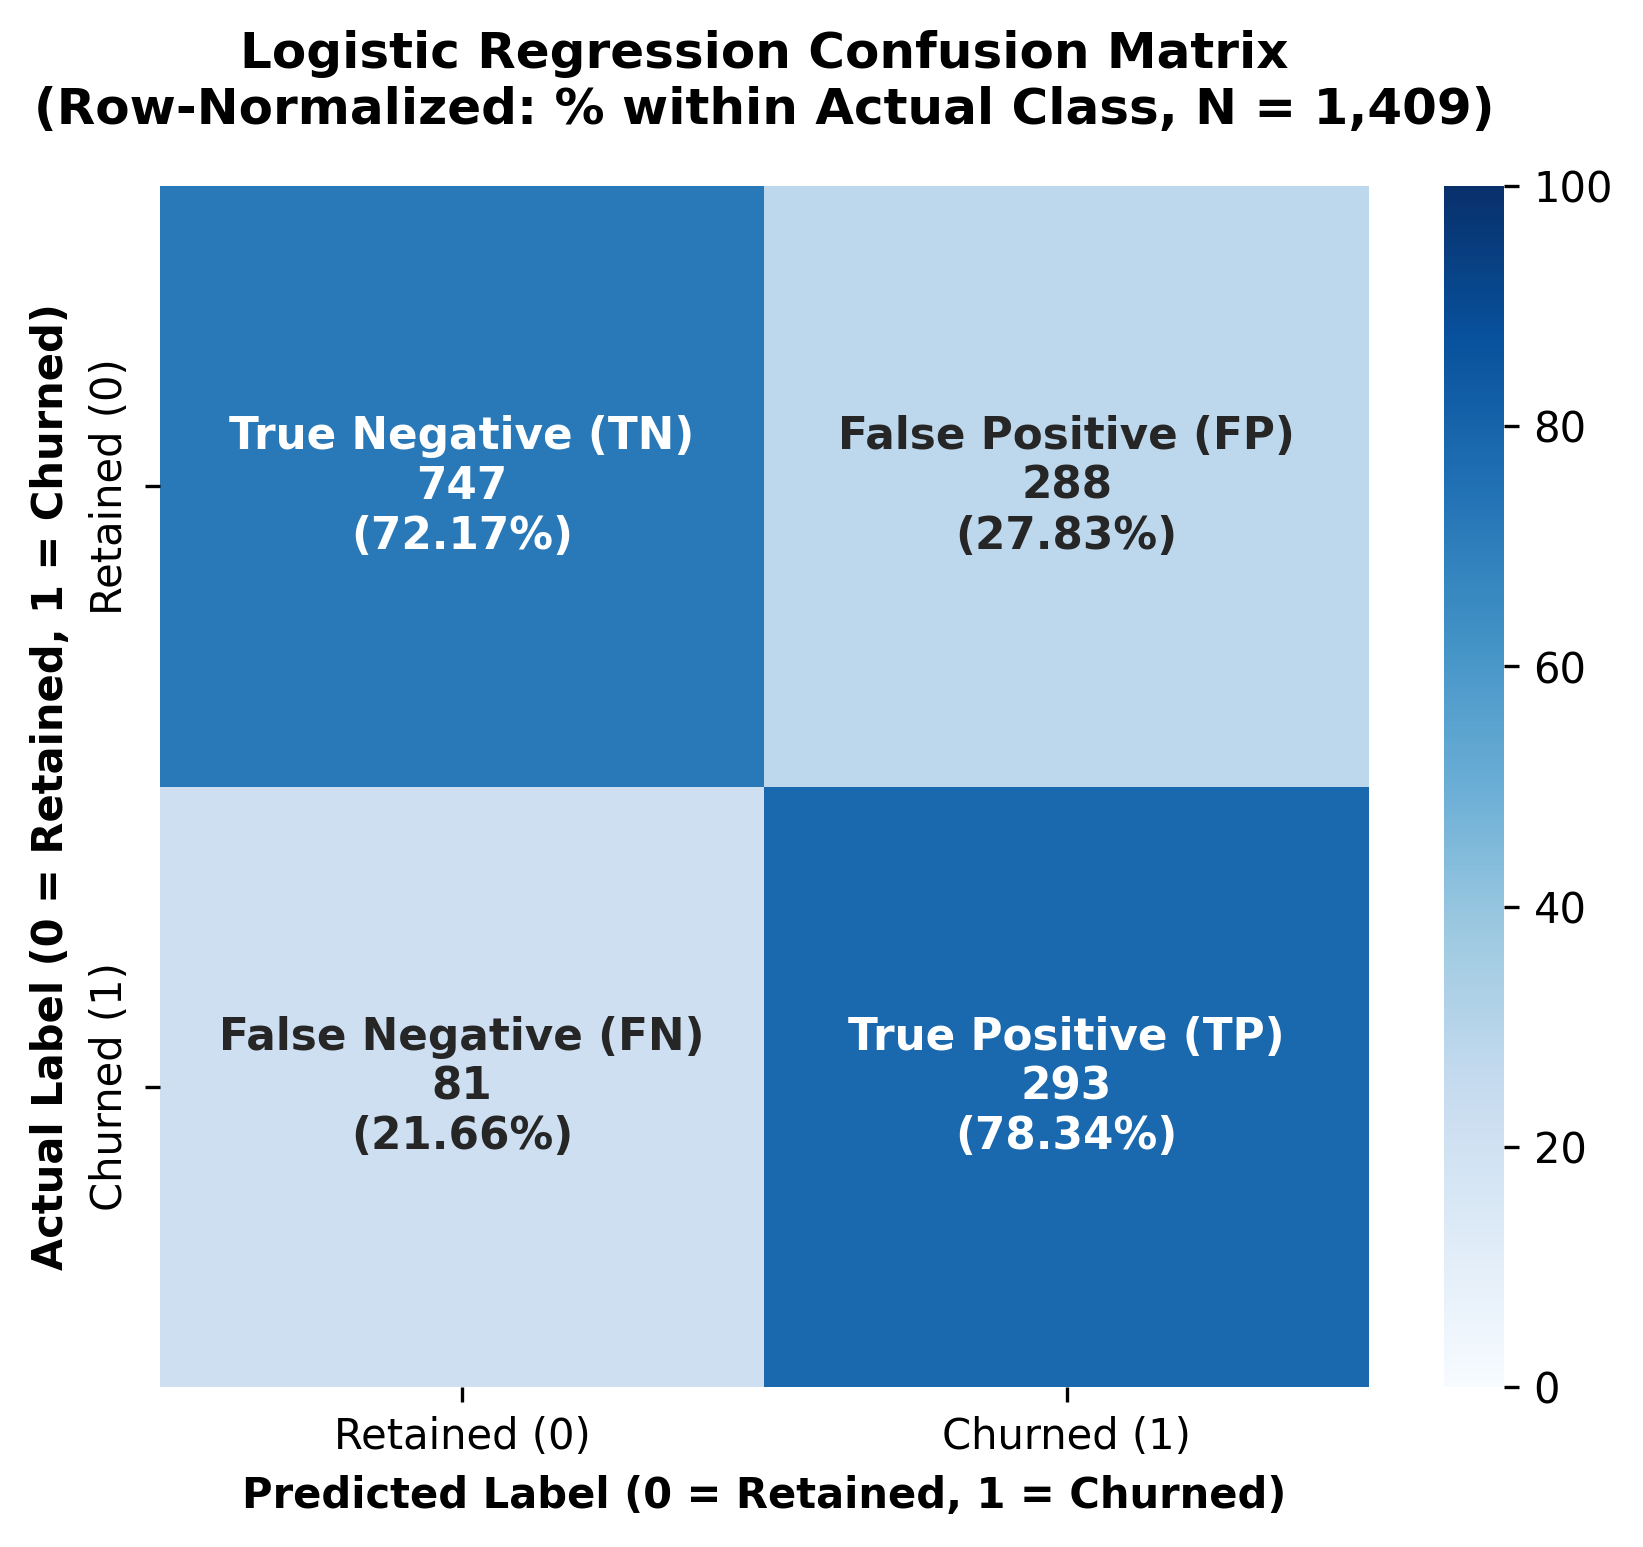 Logistic Regression Confusion Matrix
(Row-Normalized: % within Actual Class, N = 1,409)
Actual Label (0 = Retained, 1 = Churned)
Retained (0)
Churned (1)
True Negative (TN)
747
(72.17%)
False Positive (FP)
288
(27.83%)
False Negative (FN)
81
(21.66%)
True Positive (TP)
293
(78.34%)
100
80
60
40
20
0
Retained (0)
Churned (1)
Predicted Label (0 = Retained, 1 = Churned)